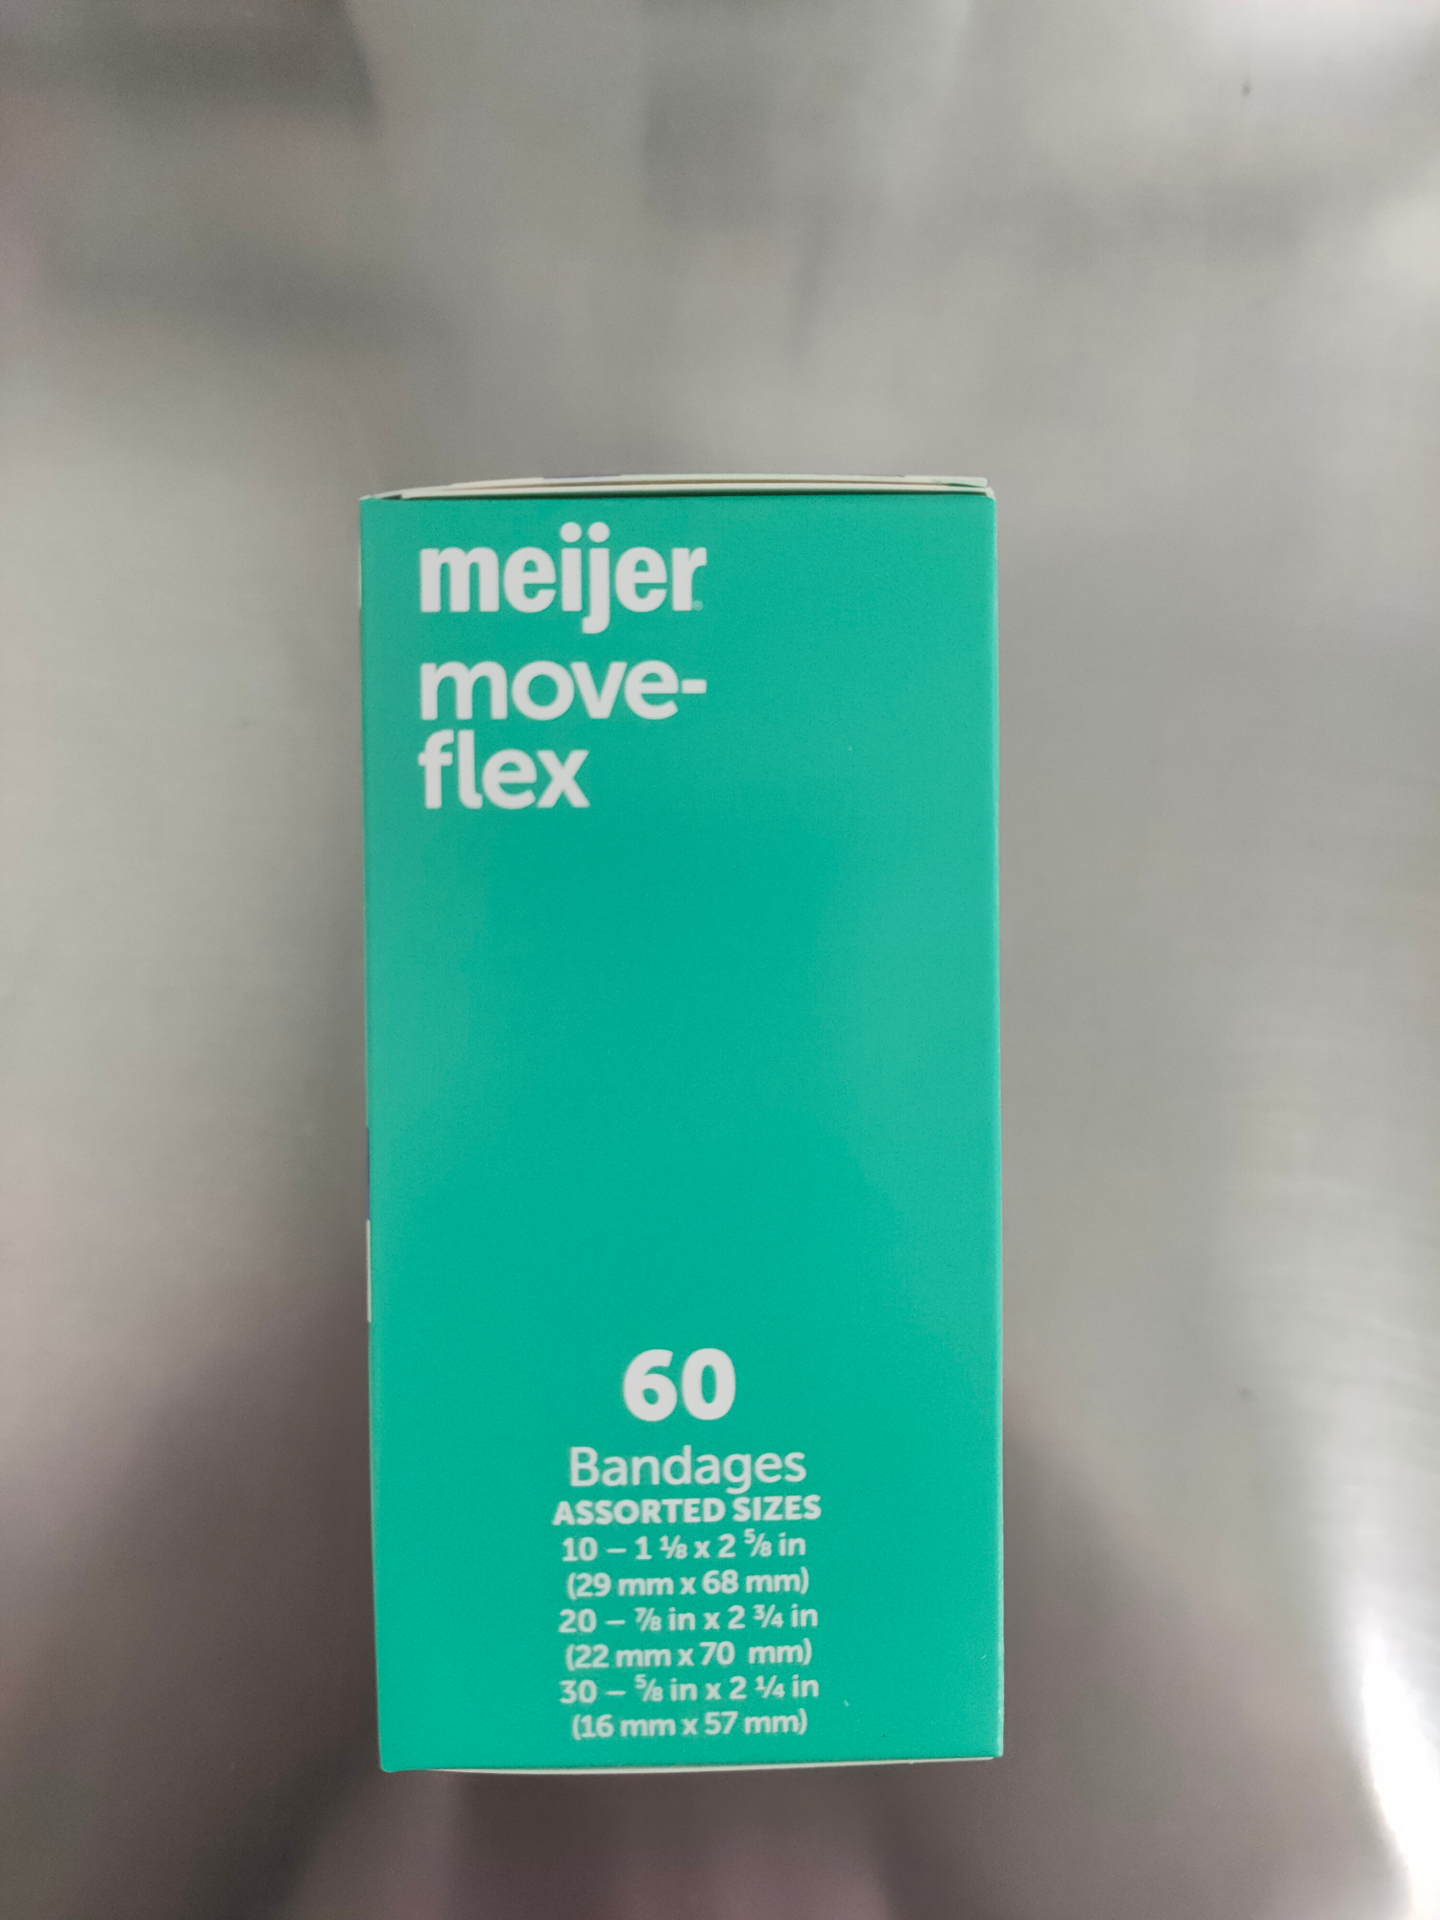 meijer
move-
flex
60
Bandages
ASSORTED SIZES
10 – 1 ⅛ x 2 ⅝ in
(29 mm x 68 mm)
20 – ⅞ in x 2 ¾ in
(22 mm x 70 mm)
30 – ⅝ in x 2 ¼ in
(16 mm x 57 mm)